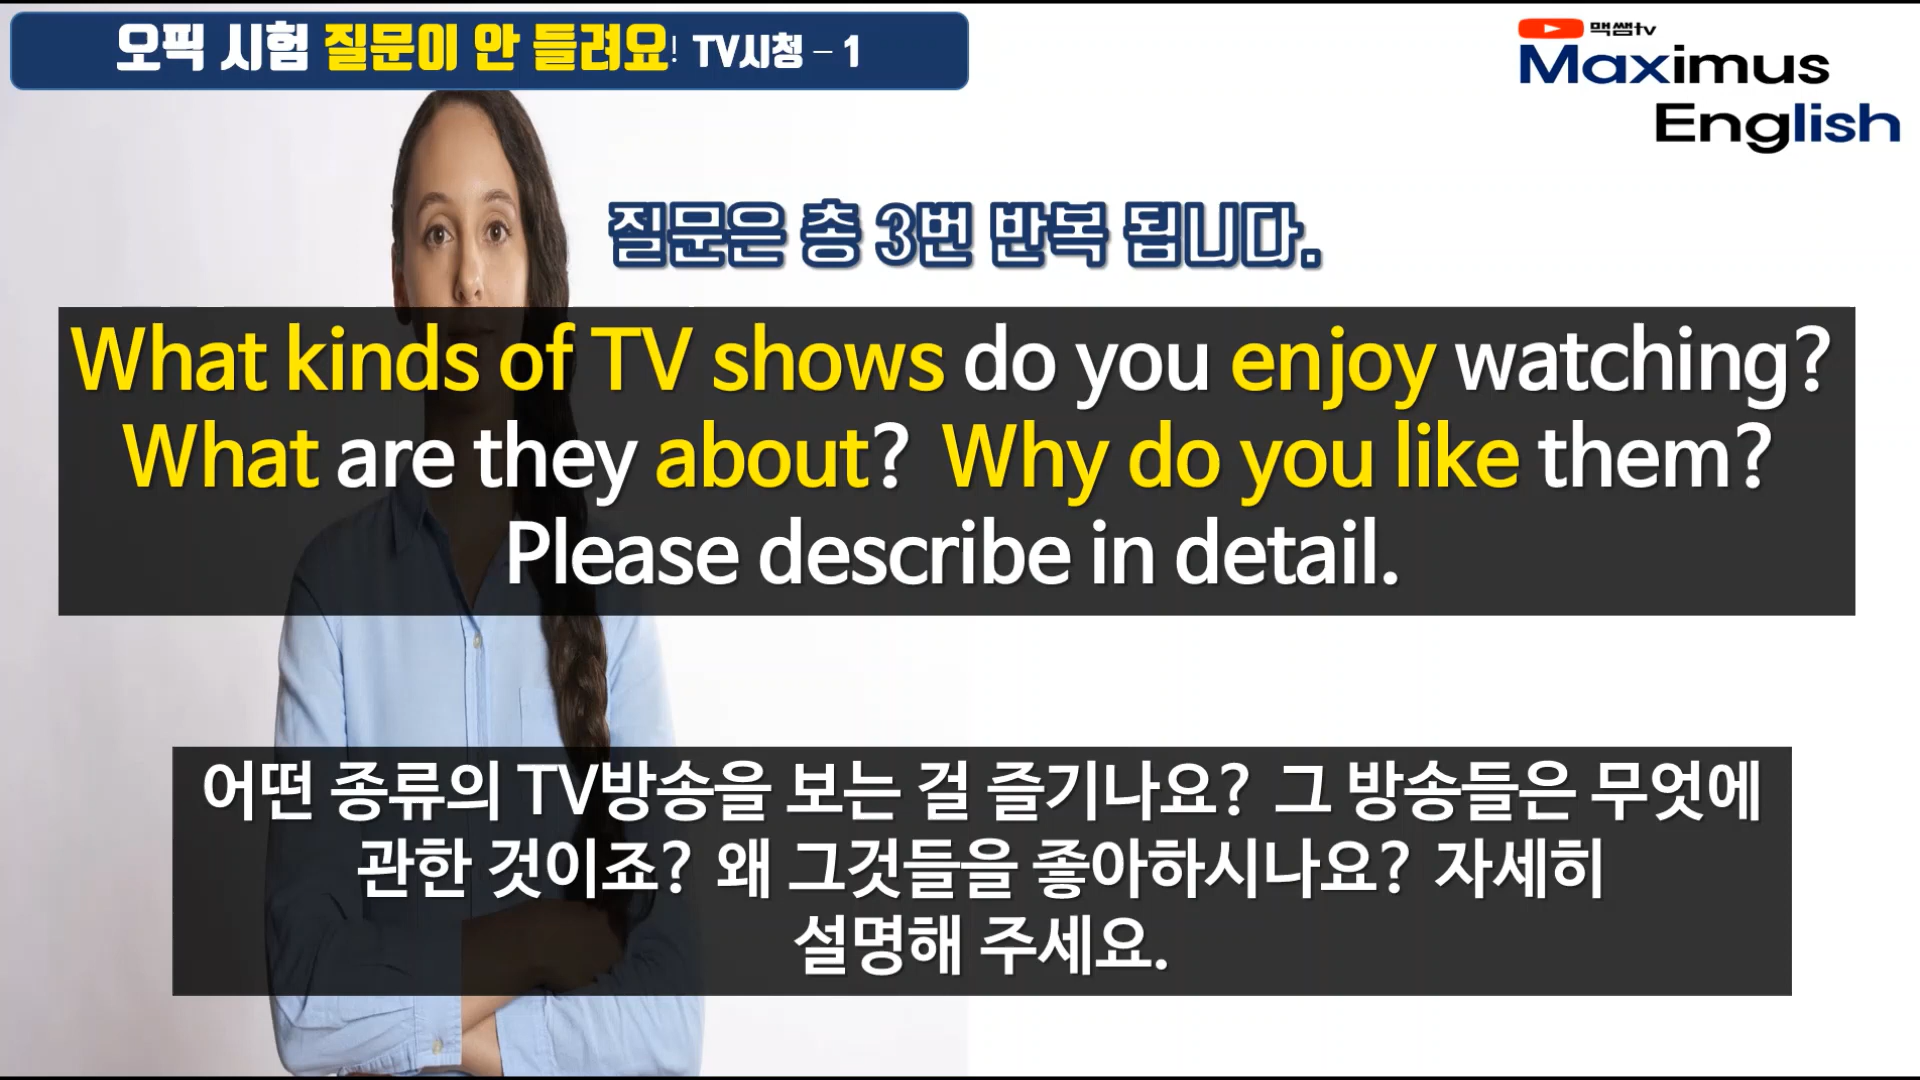 오픽 시험 질문이 안 들려요! TV시청 – 1
맥쌤tv
Maximus
English
질문은 총 3번 반복 됩니다.
What kinds of TV shows do you enjoy watching?
What are they about? Why do you like them?
Please describe in detail.
어떤 종류의 TV방송을 보는 걸 즐기나요? 그 방송들은 무엇에
관한 것이죠? 왜 그것들을 좋아하시나요? 자세히
설명해 주세요.